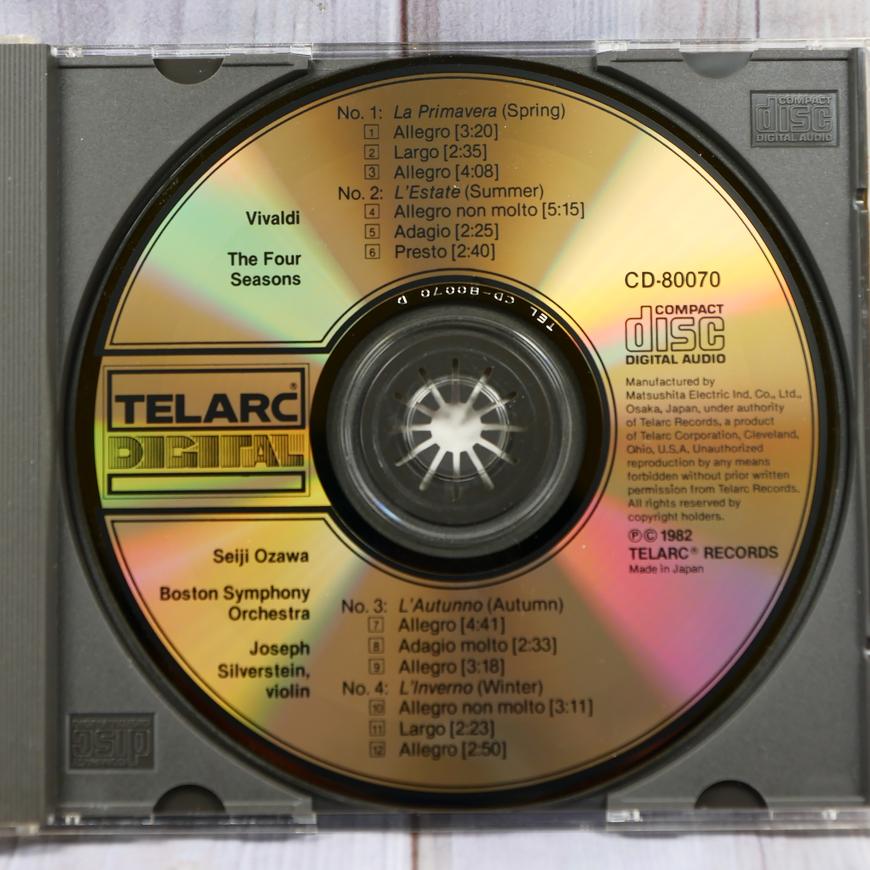 No. 1: La Primavera (Spring)
1 Allegro [3:20]
2 Largo [2:35]
3 Allegro [4:08]
No. 2: L'Estate (Summer)
4 Allegro non molto [5:15]
5 Adagio [2:25]
6 Presto [2:40]
Vivaldi
The Four
Seasons
TELARC®
DIGITAL
Seiji Ozawa
Boston Symphony
Orchestra
Joseph
Silverstein,
violin
TEL CD-80070 P
CD-80070
COMPACT
disc
DIGITAL AUDIO
Manufactured by
Matsushita Electric Ind. Co., Ltd.,
Osaka, Japan, under authority
of Telarc Records, a product
of Telarc Corporation, Cleveland,
Ohio, U.S.A. Unauthorized
reproduction by any means
forbidden without prior written
permission from Telarc Records.
All rights reserved by
copyright holders.
℗© 1982
TELARC® RECORDS
Made in Japan
No. 3: L'Autunno (Autumn)
7 Allegro [4:41]
8 Adagio molto [2:33]
9 Allegro [3:18]
No. 4: L'Inverno (Winter)
10 Allegro non molto [3:11]
11 Largo [2:23]
12 Allegro [2:50]
COMPACT
disc
DIGITAL AUDIO
disc